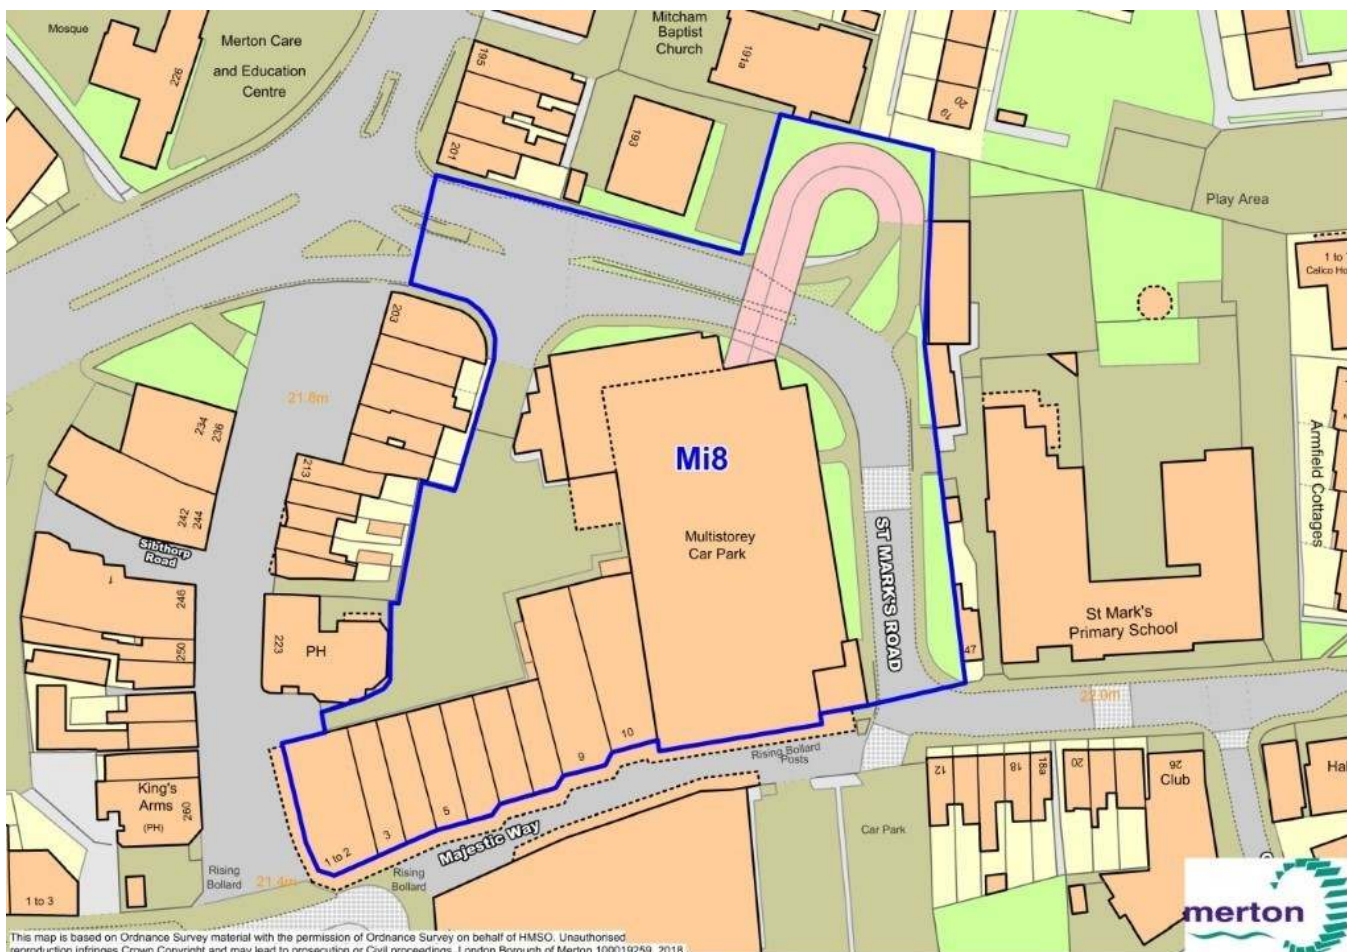 Mosque
226
Merton Care
and Education
Centre
195
201
Mitcham
Baptist
Church
191a
193
19
20
Play Area
1 to
Calico Ho
203
21.8m
234
236
242
244
213
Sibthorp
Road
1
246
250
223
PH
Mi8
Multistorey
Car Park
ST MARK'S ROAD
St Mark's
Primary School
Armfield Cottages
47
22.0m
King's
Arms
(PH)
260
1 to 3
Rising
Bollard
21.4m
1 to 2
3
5
9
10
Majestic Way
Rising
Bollard
Rising Bollard
Posts
Car Park
12
18
18a
20
26
Club
Hal
merton
This map is based on Ordnance Survey material with the permission of Ordnance Survey on behalf of HMSO. Unauthorised
reproduction infringes Crown Copyright and may lead to prosecution or Civil proceedings. London Borough of Merton 100019259. 2018.